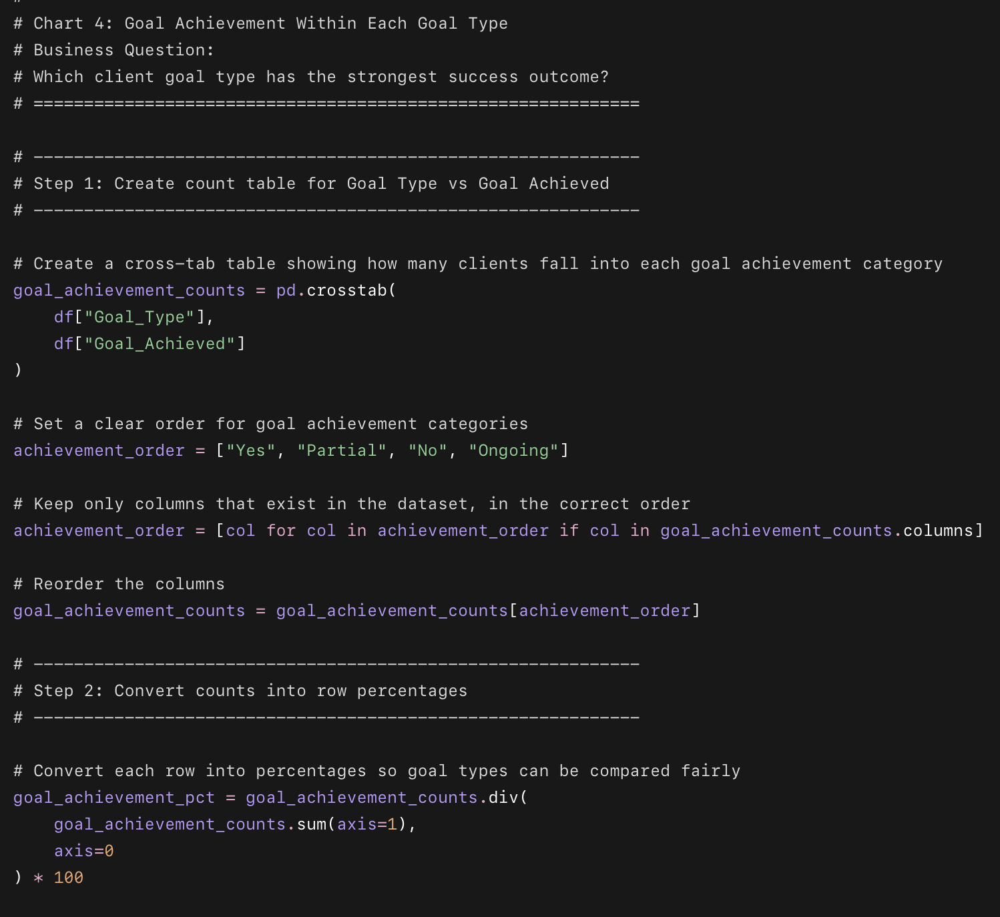 #
# Chart 4: Goal Achievement Within Each Goal Type
# Business Question:
# Which client goal type has the strongest success outcome?
# ============================================================

# ------------------------------------------------------------
# Step 1: Create count table for Goal Type vs Goal Achieved
# ------------------------------------------------------------

# Create a cross-tab table showing how many clients fall into each goal achievement category
goal_achievement_counts = pd.crosstab(
    df["Goal_Type"],
    df["Goal_Achieved"]
)

# Set a clear order for goal achievement categories
achievement_order = ["Yes", "Partial", "No", "Ongoing"]

# Keep only columns that exist in the dataset, in the correct order
achievement_order = [col for col in achievement_order if col in goal_achievement_counts.columns]

# Reorder the columns
goal_achievement_counts = goal_achievement_counts[achievement_order]

# ------------------------------------------------------------
# Step 2: Convert counts into row percentages
# ------------------------------------------------------------

# Convert each row into percentages so goal types can be compared fairly
goal_achievement_pct = goal_achievement_counts.div(
    goal_achievement_counts.sum(axis=1),
    axis=0
) * 100